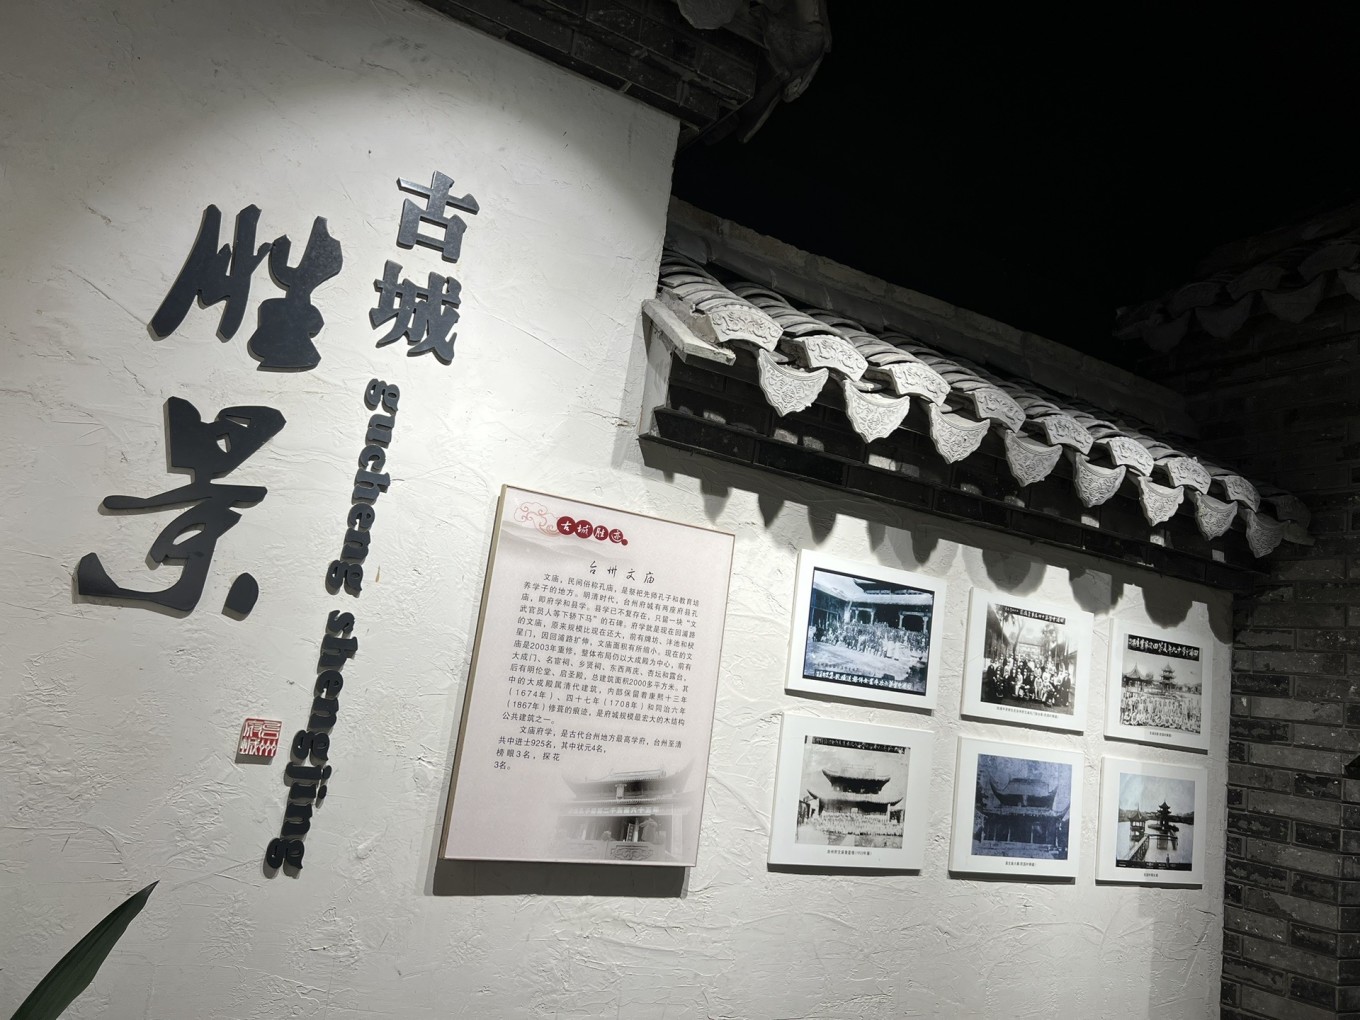 古城
胜景
gucheng shengjing
古城胜迹
台州文庙
文庙，民间俗称孔庙，是祭祀先师孔子和教育培
养学子的地方。明清时代，台州府城有两座府县孔
庙，即府学和县学。县学已不复存在，只留一块“文
武官员人等下轿下马”的石碑。府学就是现在回浦路
的文庙，原来规模比现在还大，前有牌坊、泮池和棂
星门，因回浦路扩伸，文庙面积有所缩小。现在的文
庙是2003年重修，整体布局仍以大成殿为中心，前有
大成门、名宦祠、乡贤祠、东西两庑、杏坛和露台，
后有明伦堂、启圣殿，总建筑面积2000多平方米。其
中的大成殿属清代建筑，内部保留着康熙十三年
（1674年）、四十七年（1708年）和同治六年
（1867年）修葺的痕迹，是府城规模最宏大的木结构
公共建筑之一。
文庙府学，是古代台州地方最高学府，台州至清
共中进士925名，其中状元4名，
榜眼3名，探花
3名。